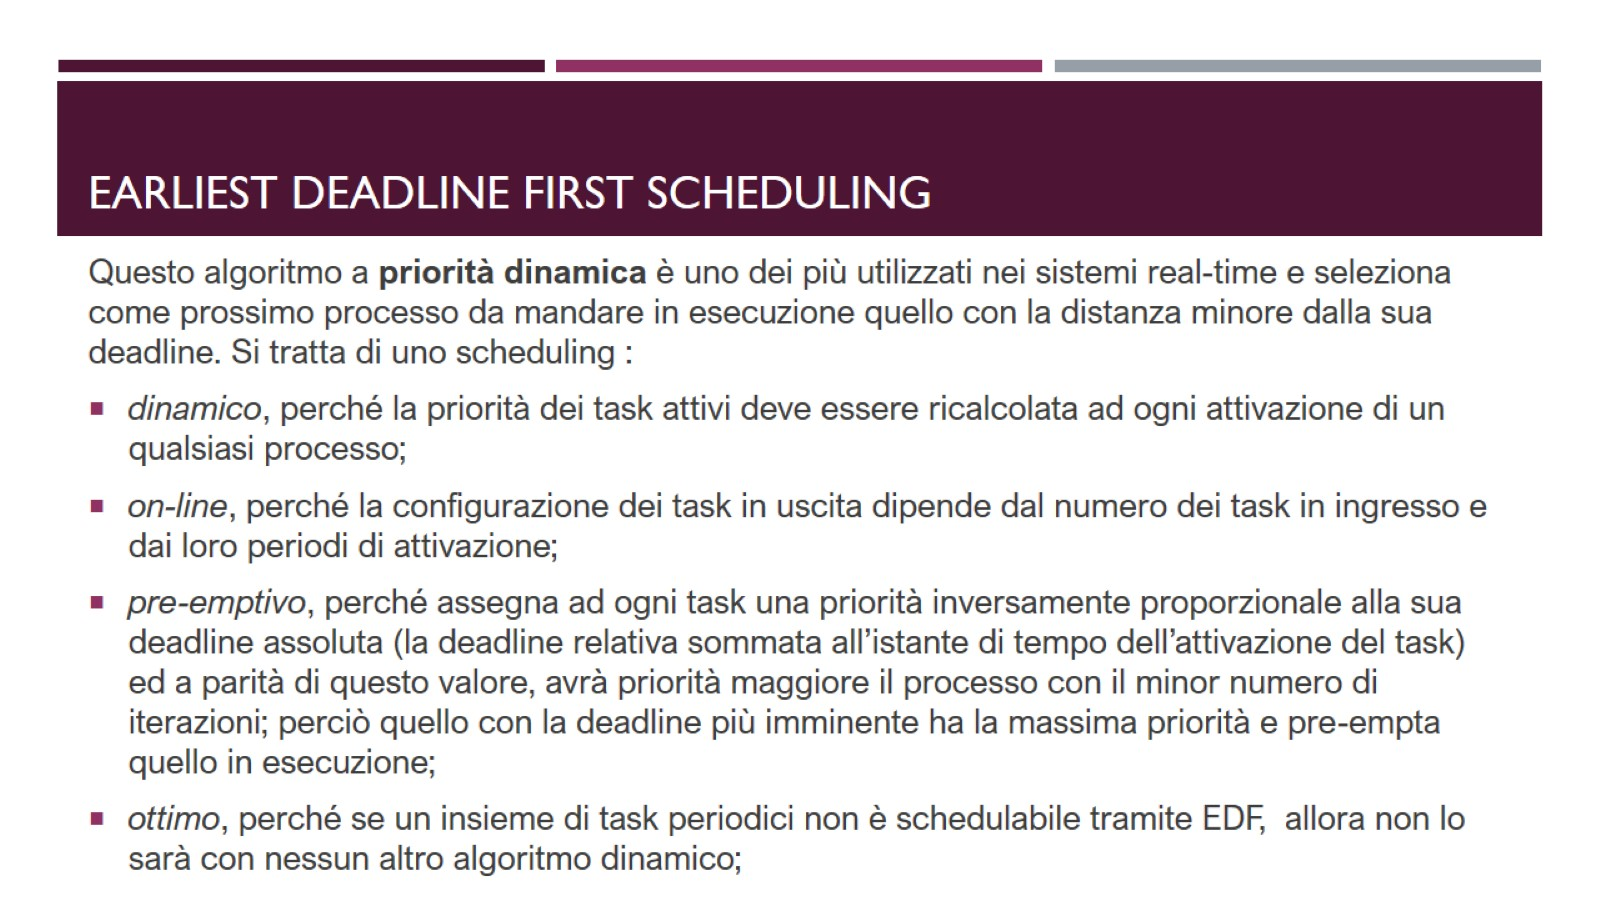 EARLIEST DEADLINE FIRST SCHEDULING
Questo algoritmo a priorità dinamica è uno dei più utilizzati nei sistemi real-time e seleziona
come prossimo processo da mandare in esecuzione quello con la distanza minore dalla sua
deadline. Si tratta di uno scheduling :
dinamico, perché la priorità dei task attivi deve essere ricalcolata ad ogni attivazione di un
qualsiasi processo;
on-line, perché la configurazione dei task in uscita dipende dal numero dei task in ingresso e
dai loro periodi di attivazione;
pre-emptivo, perché assegna ad ogni task una priorità inversamente proporzionale alla sua
deadline assoluta (la deadline relativa sommata all’istante di tempo dell’attivazione del task)
ed a parità di questo valore, avrà priorità maggiore il processo con il minor numero di
iterazioni; perciò quello con la deadline più imminente ha la massima priorità e pre-empta
quello in esecuzione;
ottimo, perché se un insieme di task periodici non è schedulabile tramite EDF, allora non lo
sarà con nessun altro algoritmo dinamico;